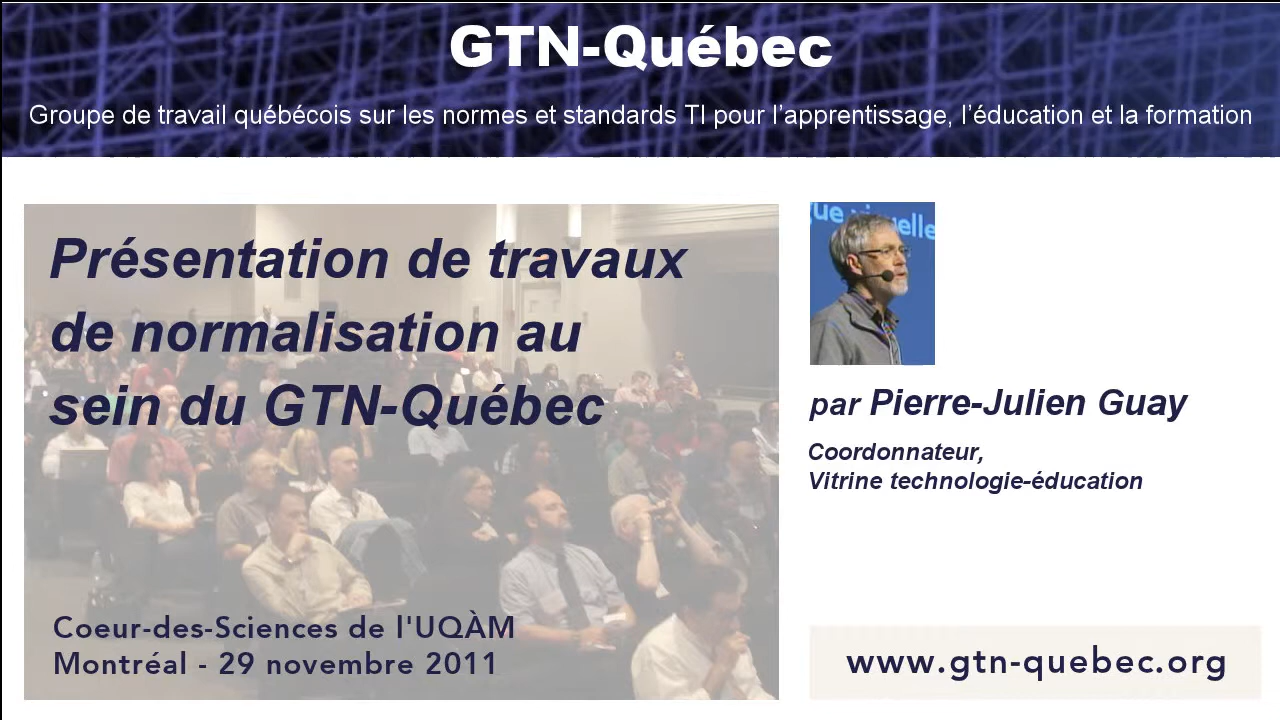 GTN-Québec
Groupe de travail québécois sur les normes et standards TI pour l’apprentissage, l’éducation et la formation
Présentation de travaux
de normalisation au
sein du GTN-Québec
par Pierre-Julien Guay
Coordonnateur,
Vitrine technologie-éducation
Coeur-des-Sciences de l'UQÀM
Montréal - 29 novembre 2011
www.gtn-quebec.org